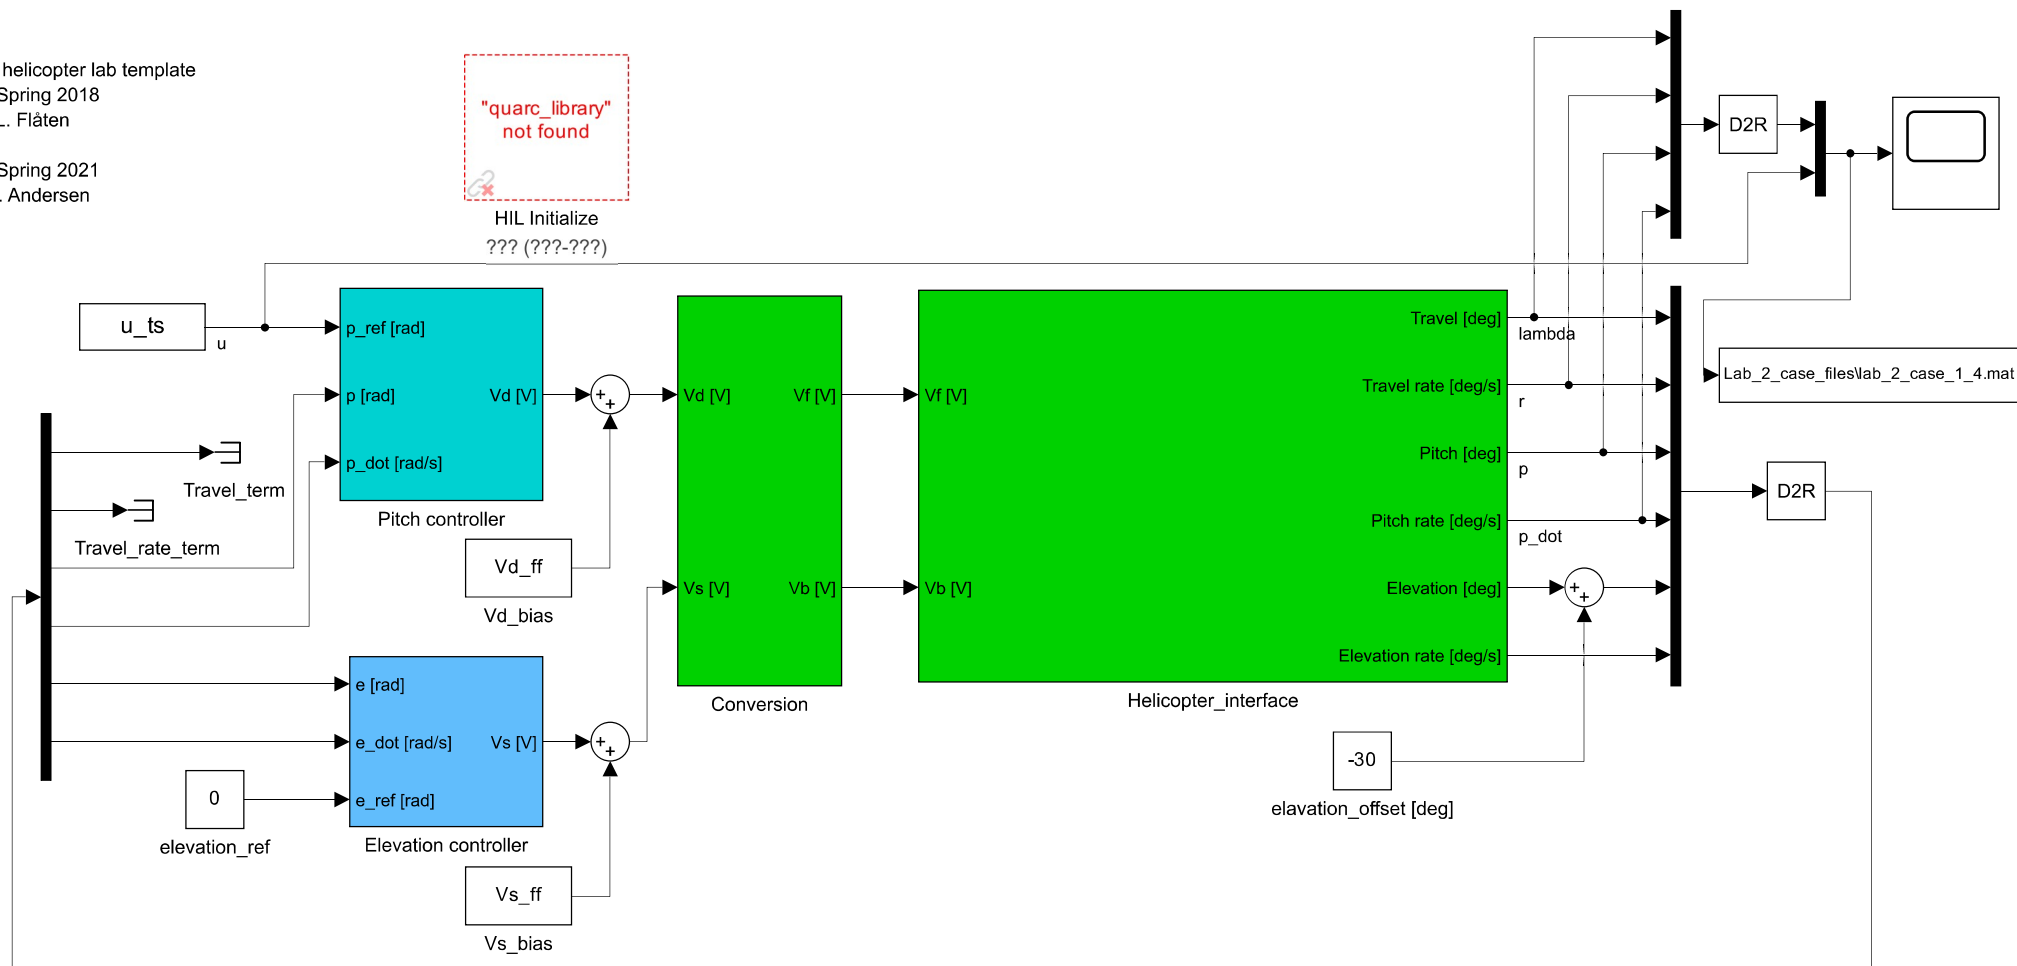 helicopter lab template
Spring 2018
L. Flåten
Spring 2021
. Andersen
"quarc_library"
not found
HIL Initialize
??? (???-???)
u_ts
u
p_ref [rad]
p [rad]
p_dot [rad/s]
Vd [V]
Pitch controller
Travel_term
Travel_rate_term
Vd_ff
Vd_bias
e [rad]
e_dot [rad/s]
e_ref [rad]
Vs [V]
Elevation controller
0
elevation_ref
Vs_ff
Vs_bias
+
+
+
+
Vd [V]
Vs [V]
Vf [V]
Vb [V]
Conversion
Vf [V]
Vb [V]
Travel [deg]
Travel rate [deg/s]
Pitch [deg]
Pitch rate [deg/s]
Elevation [deg]
Elevation rate [deg/s]
Helicopter_interface
lambda
r
p
p_dot
+
+
-30
elavation_offset [deg]
D2R
Lab_2_case_files\lab_2_case_1_4.mat
D2R